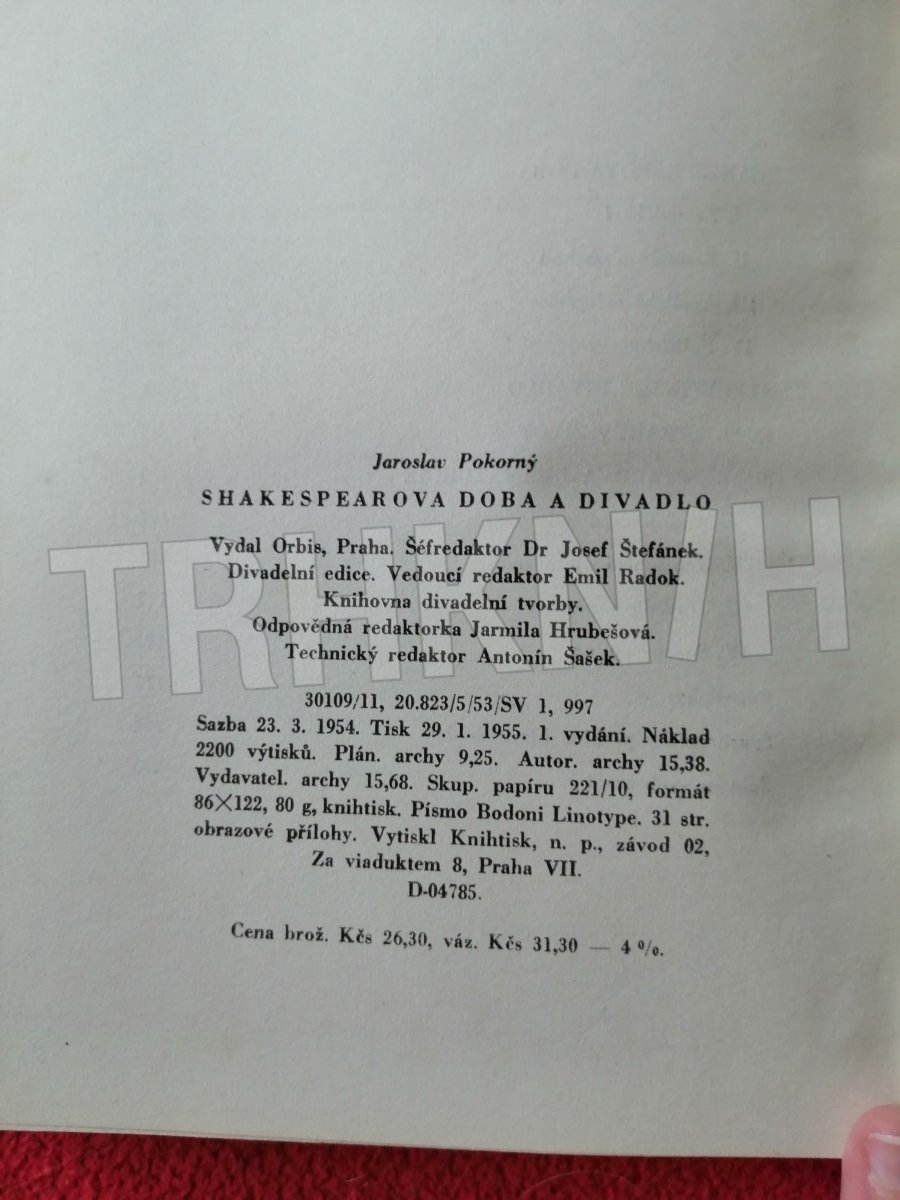 Jaroslav Pokorný
SHAKESPEAROVA DOBA A DIVADLO
Vydal Orbis, Praha. Šéfredaktor Dr Josef Štefánek.
Divadelní edice. Vedoucí redaktor Emil Radok.
Knihovna divadelní tvorby.
Odpovědná redaktorka Jarmila Hrubešová.
Technický redaktor Antonín Šašek.
30109/11, 20.823/5/53/SV 1, 997
Sazba 23. 3. 1954. Tisk 29. 1. 1955. 1. vydání. Náklad
2200 výtisků. Plán. archy 9,25. Autor. archy 15,38.
Vydavatel. archy 15,68. Skup. papíru 221/10, formát
86×122, 80 g, knihtisk. Písmo Bodoni Linotype. 31 str.
obrazové přílohy. Vytiskl Knihtisk, n. p., závod 02,
Za viaduktem 8, Praha VII.
D-04785.
Cena brož. Kčs 26,30, váz. Kčs 31,30 — 4 %.
TRHKNIH